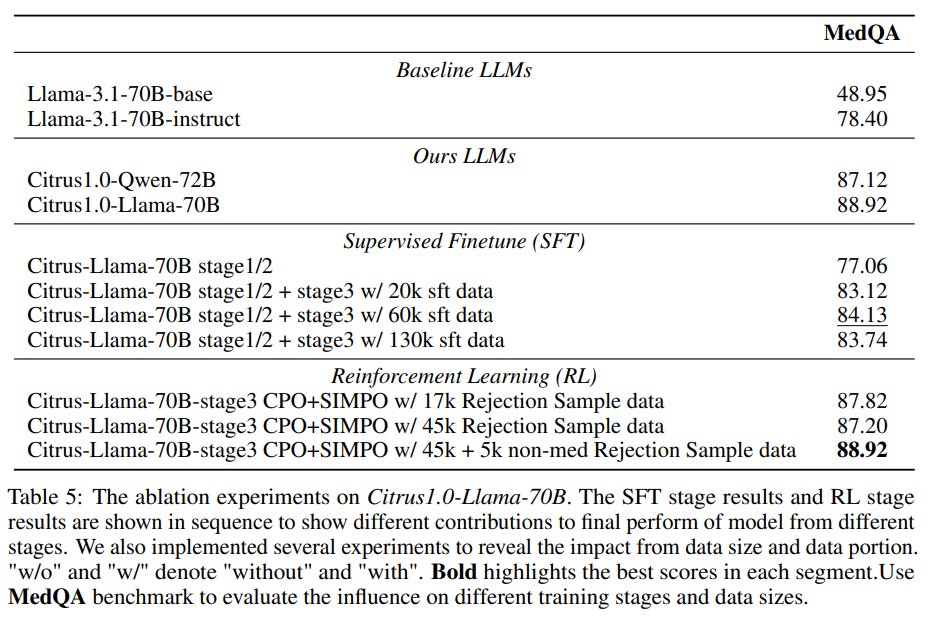 MedQA
Baseline LLMs
Llama-3.1-70B-base 48.95
Llama-3.1-70B-instruct 78.40
Ours LLMs
Citrus1.0-Qwen-72B 87.12
Citrus1.0-Llama-70B 88.92
Supervised Finetune (SFT)
Citrus-Llama-70B stage1/2 77.06
Citrus-Llama-70B stage1/2 + stage3 w/ 20k sft data 83.12
Citrus-Llama-70B stage1/2 + stage3 w/ 60k sft data 84.13
Citrus-Llama-70B stage1/2 + stage3 w/ 130k sft data 83.74
Reinforcement Learning (RL)
Citrus-Llama-70B-stage3 CPO+SIMPO w/ 17k Rejection Sample data 87.82
Citrus-Llama-70B-stage3 CPO+SIMPO w/ 45k Rejection Sample data 87.20
Citrus-Llama-70B-stage3 CPO+SIMPO w/ 45k + 5k non-med Rejection Sample data 88.92
Table 5: The ablation experiments on Citrus1.0-Llama-70B. The SFT stage results and RL stage
results are shown in sequence to show different contributions to final perform of model from different
stages. We also implemented several experiments to reveal the impact from data size and data portion.
"w/o" and "w/" denote "without" and "with". Bold highlights the best scores in each segment.Use
MedQA benchmark to evaluate the influence on different training stages and data sizes.